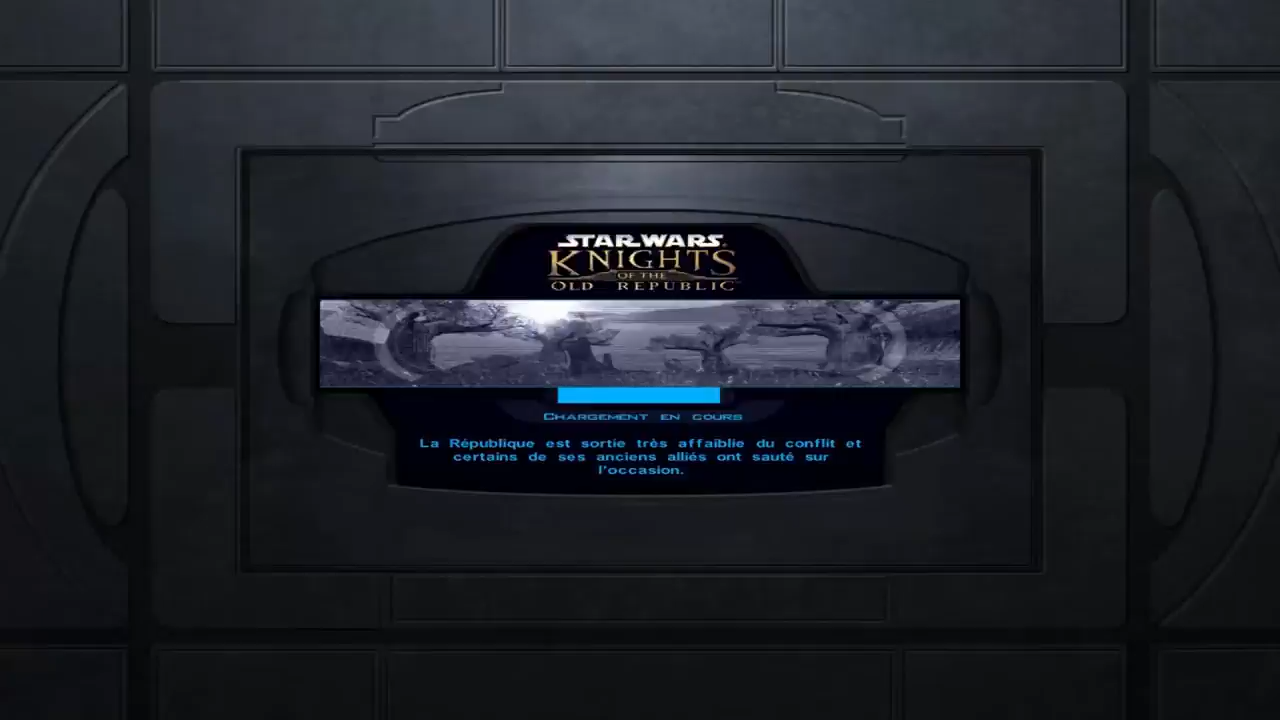 STAR WARS
KNIGHTS
OF THE
OLD REPUBLIC
Chargement en cours
La République est sortie très affaiblie du conflit et
certains de ses anciens alliés ont sauté sur
l'occasion.